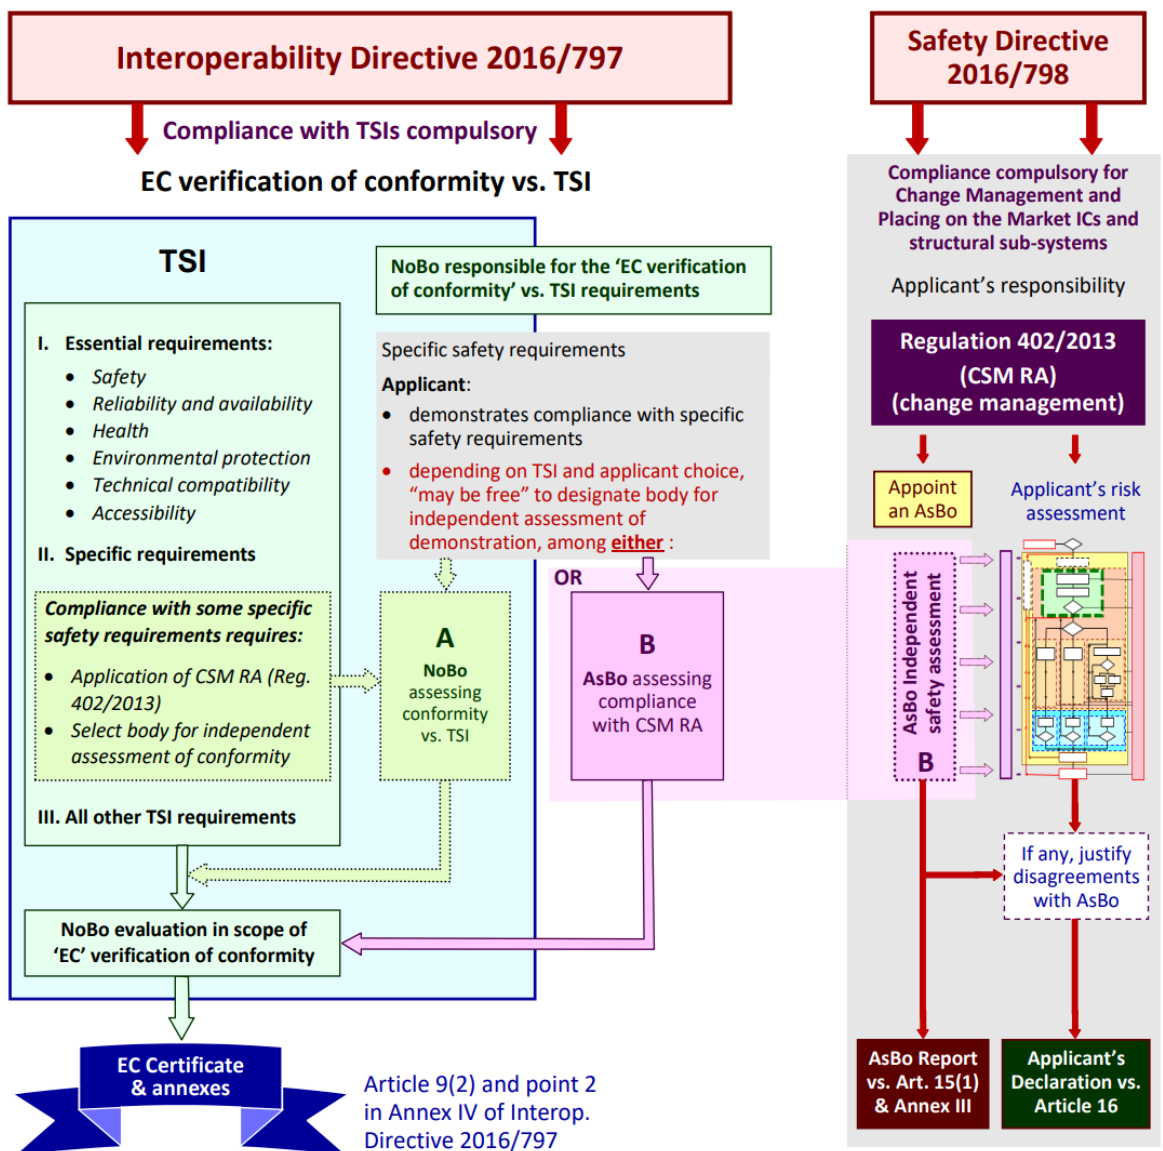 Interoperability Directive 2016/797
Compliance with TSIs compulsory
EC verification of conformity vs. TSI
TSI
NoBo responsible for the ‘EC verification
of conformity’ vs. TSI requirements
I. Essential requirements:
• Safety
• Reliability and availability
• Health
• Environmental protection
• Technical compatibility
• Accessibility
II. Specific requirements
Compliance with some specific
safety requirements requires:
• Application of CSM RA (Reg.
402/2013)
• Select body for independent
assessment of conformity
III. All other TSI requirements
Specific safety requirements
Applicant:
• demonstrates compliance with specific
safety requirements
• depending on TSI and applicant choice,
“may be free” to designate body for
independent assessment of
demonstration, among either :
A
NoBo
assessing
conformity
vs. TSI
OR
B
AsBo assessing
compliance
with CSM RA
NoBo evaluation in scope of
‘EC’ verification of conformity
EC Certificate
& annexes
Article 9(2) and point 2
in Annex IV of Interop.
Directive 2016/797
Safety Directive
2016/798
Compliance compulsory for
Change Management and
Placing on the Market ICs and
structural sub-systems
Applicant’s responsibility
Regulation 402/2013
(CSM RA)
(change management)
Appoint
an AsBo
Applicant’s risk
assessment
AsBo Independent
safety assessment
B
If any, justify
disagreements
with AsBo
AsBo Report
vs. Art. 15(1)
& Annex III
Applicant’s
Declaration vs.
Article 16